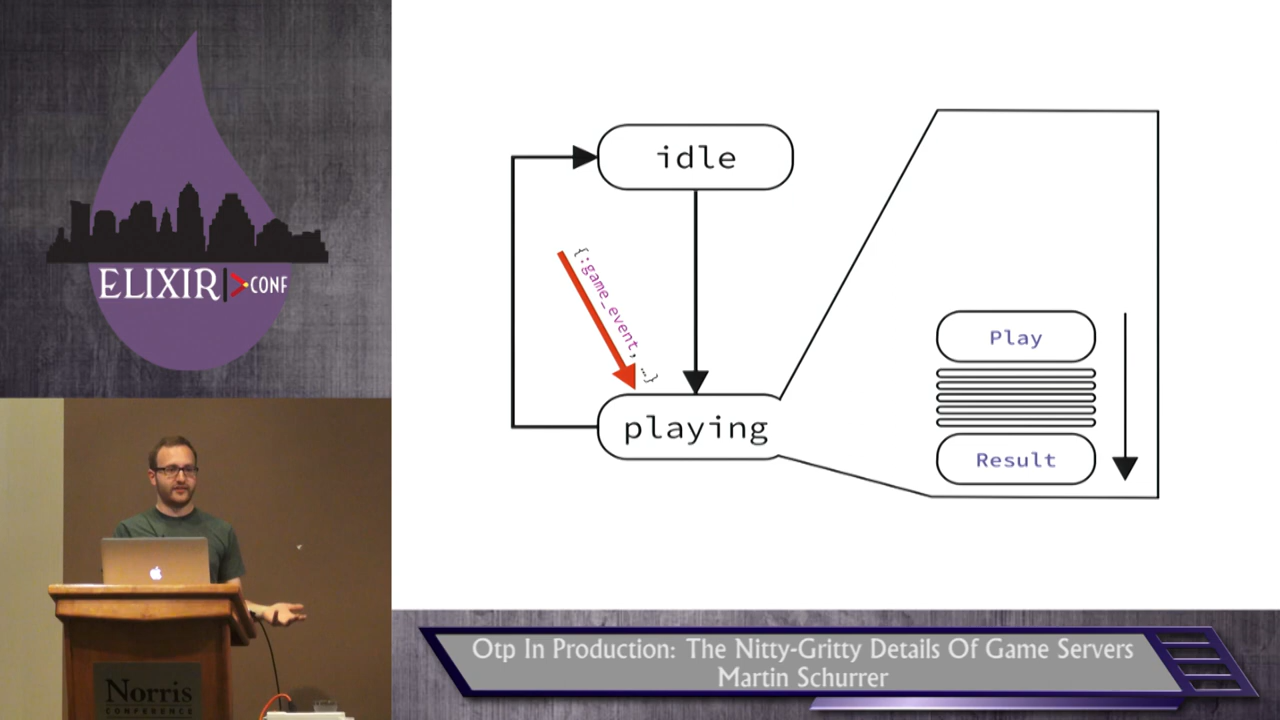 ELIXIR
CONF
idle
{:game_event, …}
playing
Play
Result
Norris
CONFERENCE
Otp In Production: The Nitty-Gritty Details Of Game Servers
Martin Schurrer